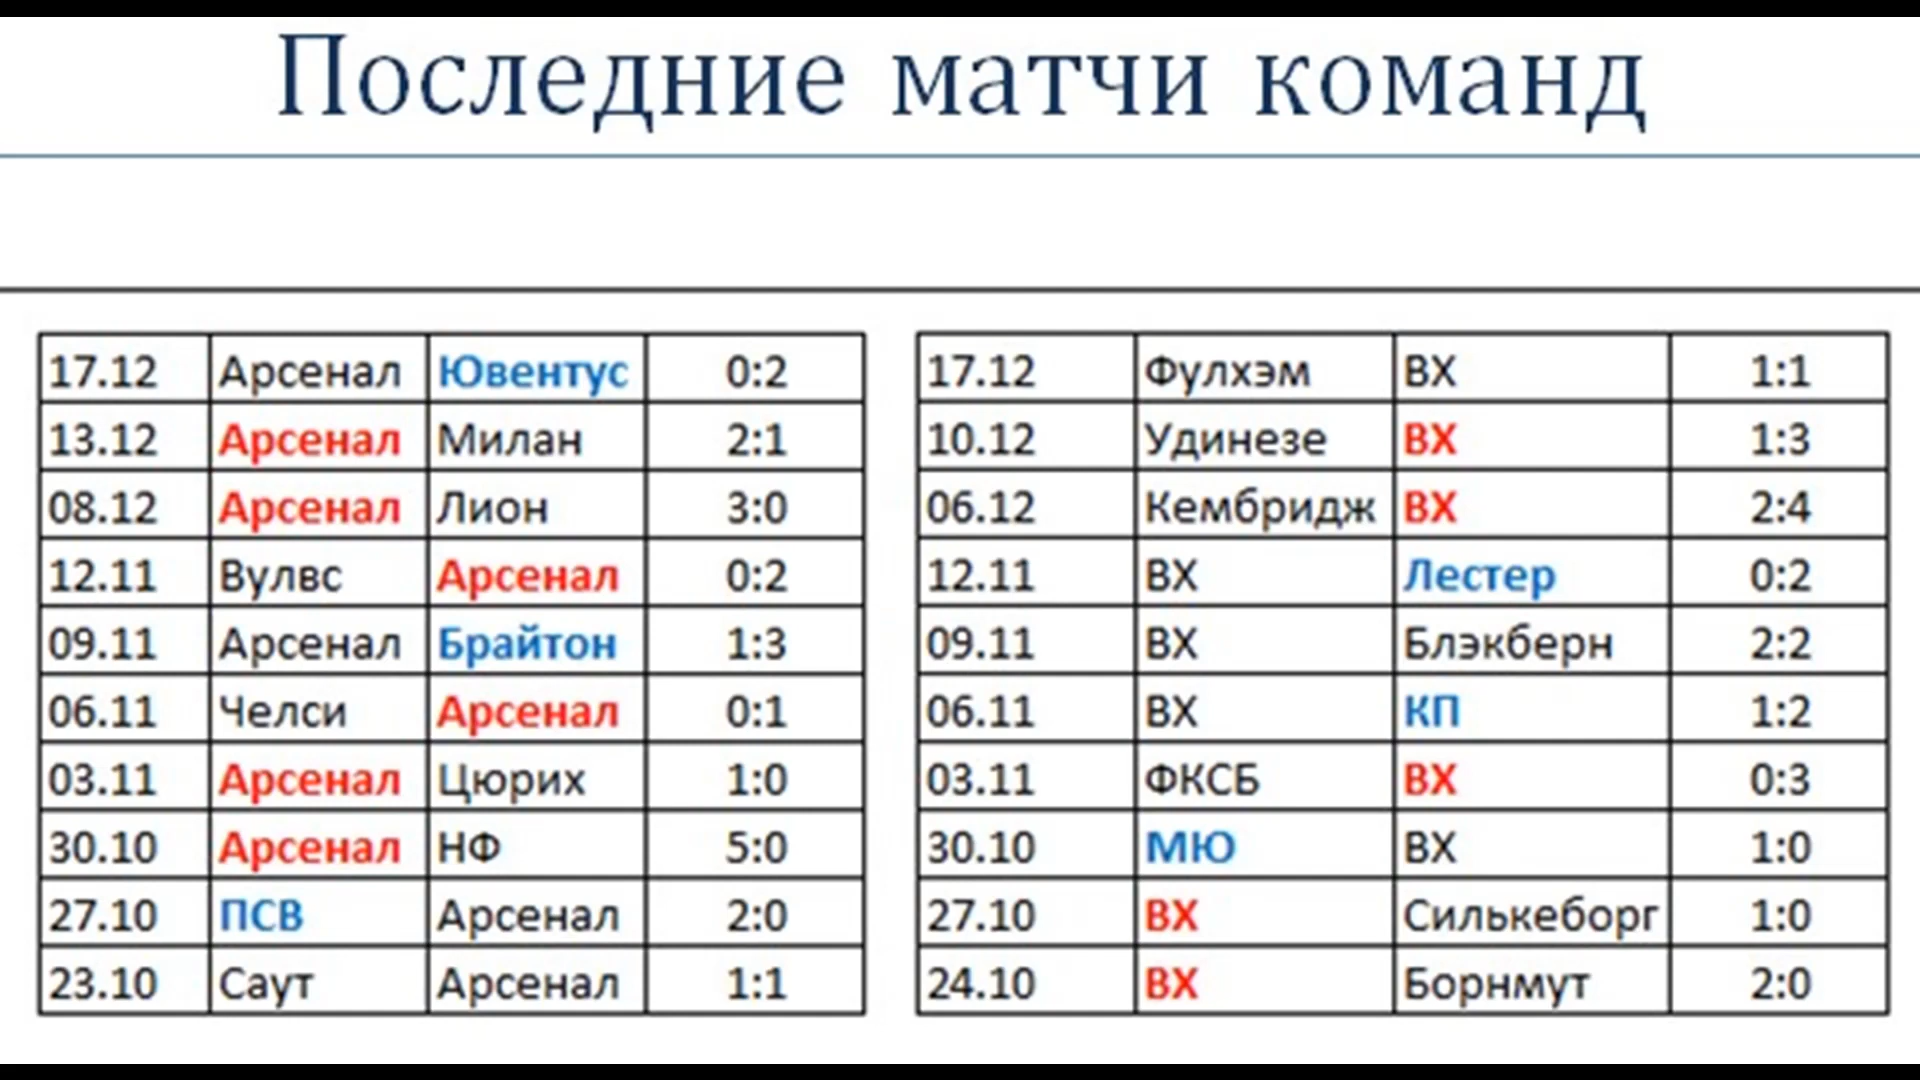 Последние матчи команд
17.12 Арсенал Ювентус 0:2
13.12 Арсенал Милан 2:1
08.12 Арсенал Лион 3:0
12.11 Вулвс Арсенал 0:2
09.11 Арсенал Брайтон 1:3
06.11 Челси Арсенал 0:1
03.11 Арсенал Цюрих 1:0
30.10 Арсенал НФ 5:0
27.10 ПСВ Арсенал 2:0
23.10 Саут Арсенал 1:1
17.12 Фулхэм ВХ 1:1
10.12 Удинезе ВХ 1:3
06.12 Кембридж ВХ 2:4
12.11 ВХ Лестер 0:2
09.11 ВХ Блэкберн 2:2
06.11 ВХ КП 1:2
03.11 ФКСБ ВХ 0:3
30.10 МЮ ВХ 1:0
27.10 ВХ Силькеборг 1:0
24.10 ВХ Борнмут 2:0